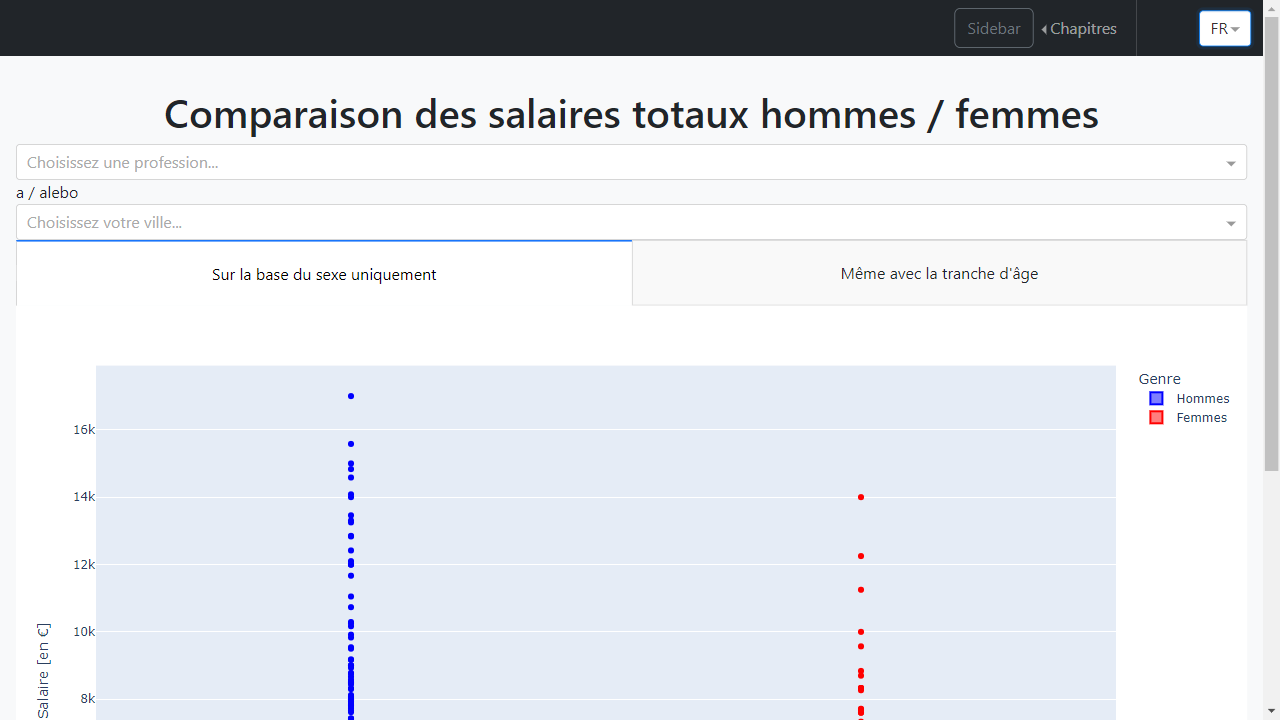 Sidebar Chapitres FR
Comparaison des salaires totaux hommes / femmes
Choisissez une profession...
a / alebo
Choisissez votre ville...
Sur la base du sexe uniquement Même avec la tranche d'âge
Genre
Hommes
Femmes
16k
14k
12k
10k
8k
Salaire [en €]